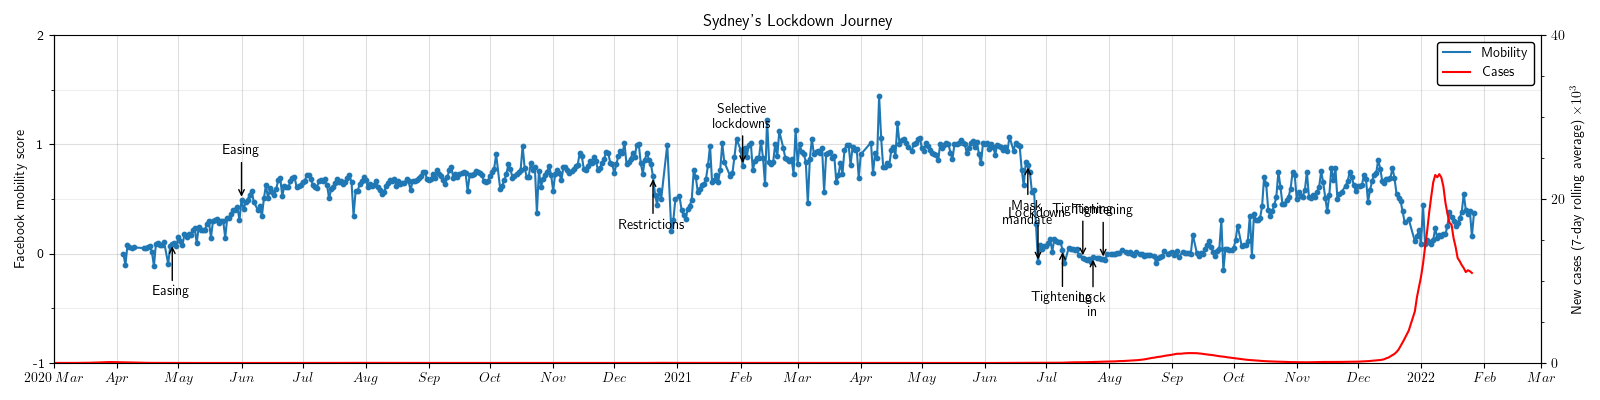 Sydney's Lockdown Journey
Facebook mobility score
2
1
0
-1
New cases (7-day rolling average) ×10³
40
20
0
Mobility
Cases
Selective
lockdowns
Easing
Easing
Restrictions
Mask
mandate
Lockdown
Tightening
Tightening
Tightening
Lock
in
2020 Mar Apr May Jun Jul Aug Sep Oct Nov Dec 2021 Feb Mar Apr May Jun Jul Aug Sep Oct Nov Dec 2022 Feb Mar